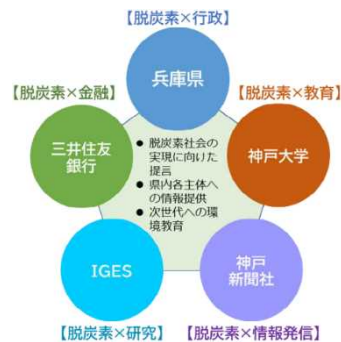 【脱炭素×行政】
兵庫県
【脱炭素×金融】
【脱炭素×教育】
三井住友
銀行
神戸大学
● 脱炭素社会の
実現に向けた
提言
● 県内各主体へ
の情報提供
● 次世代への環
境教育
IGES
神戸
新聞社
【脱炭素×研究】
【脱炭素×情報発信】